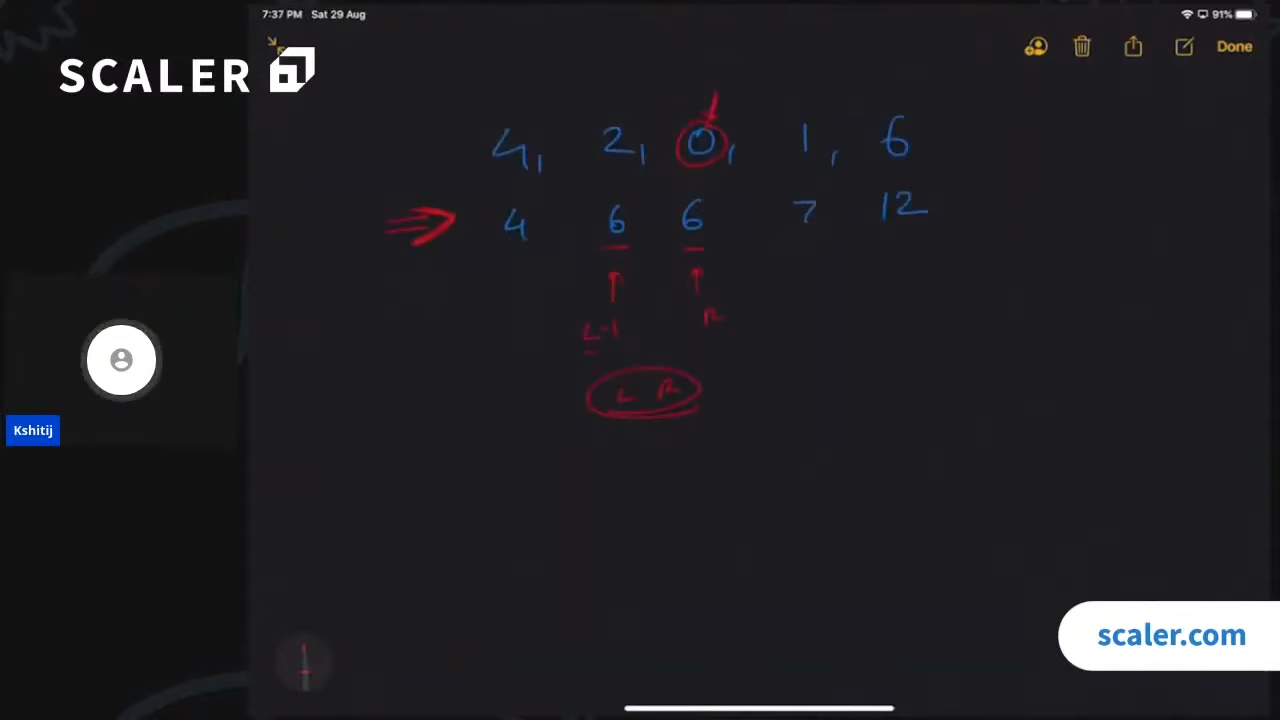 7:37 PM Sat 29 Aug 91%
Done
SCALER
4, 2, 0, 1, 6
4 6 6 7 12
L-1 R
L R
Kshitij
scaler.com